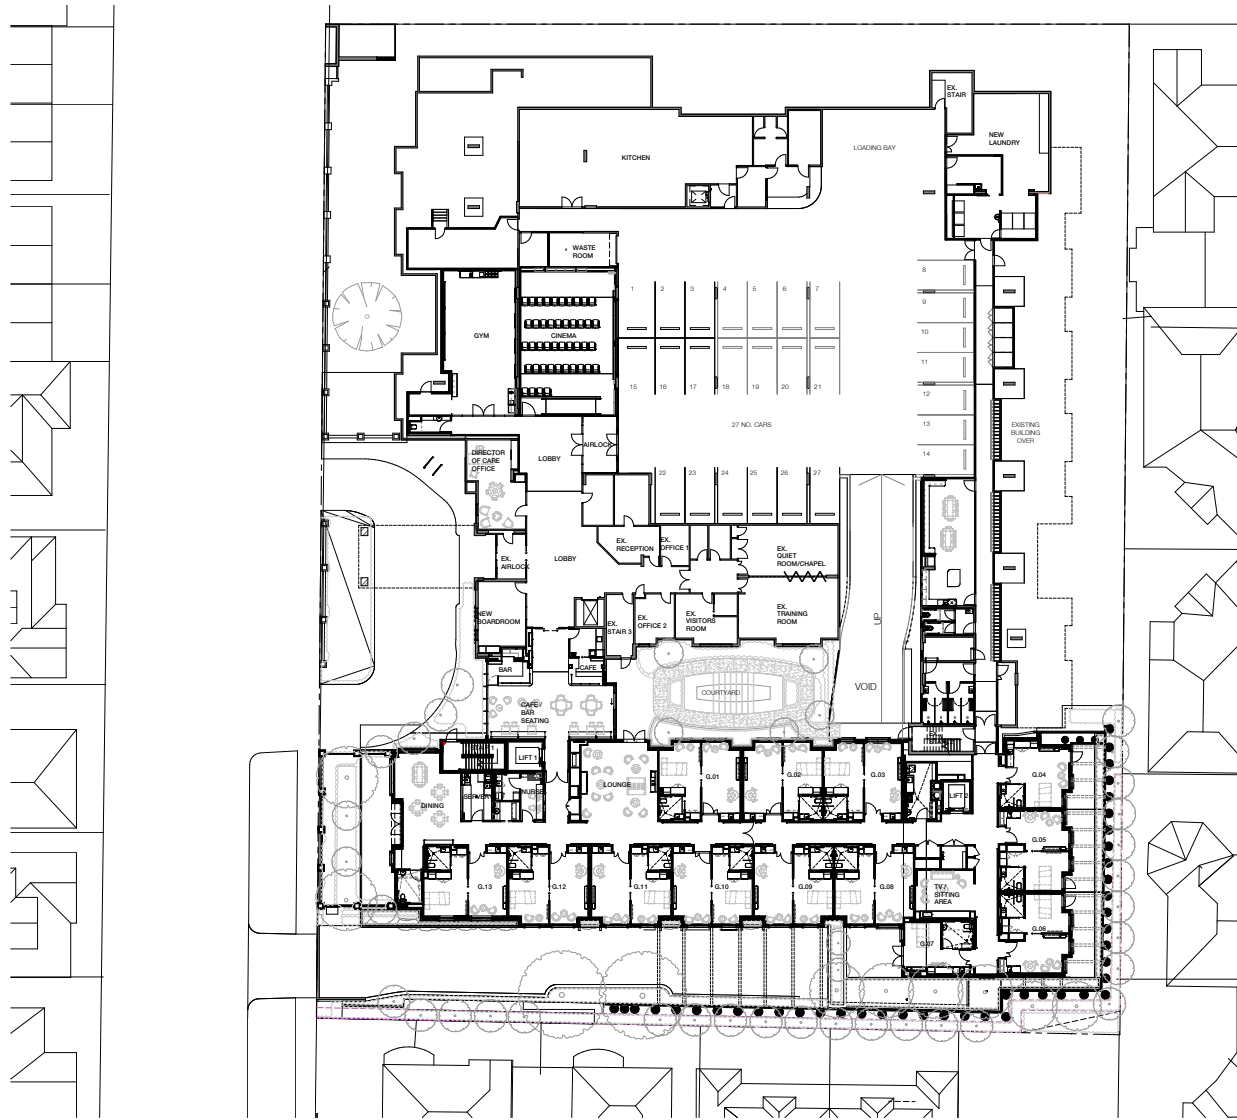 EX.
STAIR
NEW
LAUNDRY
LOADING BAY
KITCHEN
WASTE
ROOM
8
1
2
3
4
5
6
7
9
GYM
CINEMA
10
11
15
16
17
18
19
20
21
12
27 NO. CARS
13
EXISTING
BUILDING
OVER
AIRLOCK
DIRECTOR
OF CARE
OFFICE
LOBBY
14
22
23
24
25
26
27
EX.
RECEPTION
EX.
OFFICE 1
EX.
QUIET
ROOM/CHAPEL
EX.
AIRLOCK
LOBBY
NEW
BOARDROOM
EX.
STAIR 3
EX.
OFFICE 2
EX.
VISITORS
ROOM
EX.
TRAINING
ROOM
UP
BAR
CAFE
VOID
COURTYARD
CAFE /
BAR
SEATING
LIFT 1
LOUNGE
G.01
G.02
G.03
G.04
NURSE
SERVERY
DINING
LIFT 2
G.05
G.13
G.12
G.11
G.10
G.09
G.08
TV /
SITTING
AREA
G.06
G.07